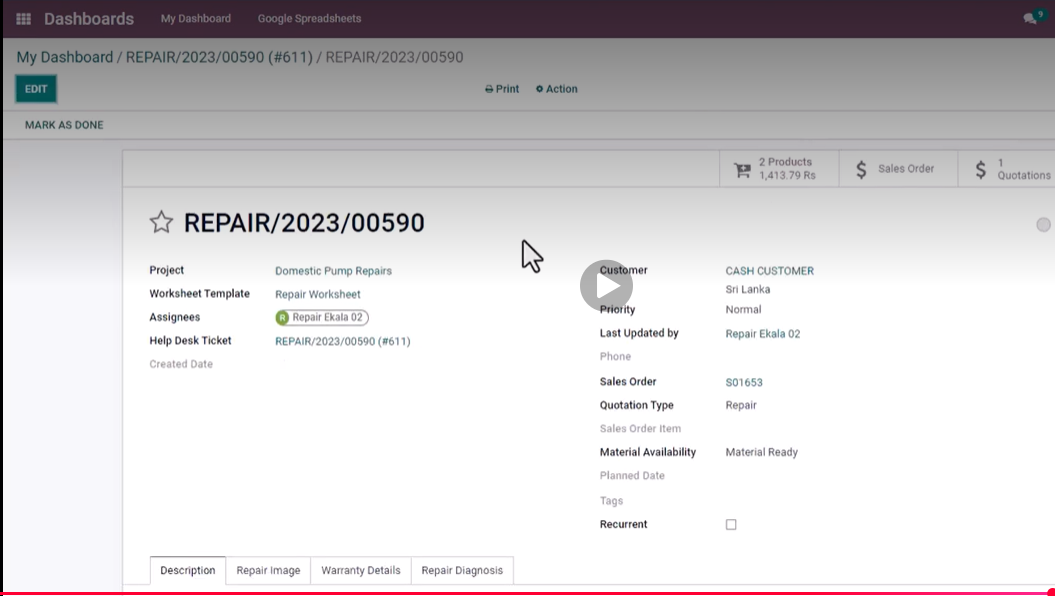 Dashboards My Dashboard Google Spreadsheets 9
My Dashboard / REPAIR/2023/00590 (#611) / REPAIR/2023/00590
EDIT Print Action
MARK AS DONE
2 Products
1,413.79 Rs
Sales Order
1
Quotations
REPAIR/2023/00590
Project Domestic Pump Repairs
Worksheet Template Repair Worksheet
Assignees R Repair Ekala 02
Help Desk Ticket REPAIR/2023/00590 (#611)
Created Date
Customer CASH CUSTOMER
Sri Lanka
Priority Normal
Last Updated by Repair Ekala 02
Phone
Sales Order S01653
Quotation Type Repair
Sales Order Item
Material Availability Material Ready
Planned Date
Tags
Recurrent
Description Repair Image Warranty Details Repair Diagnosis